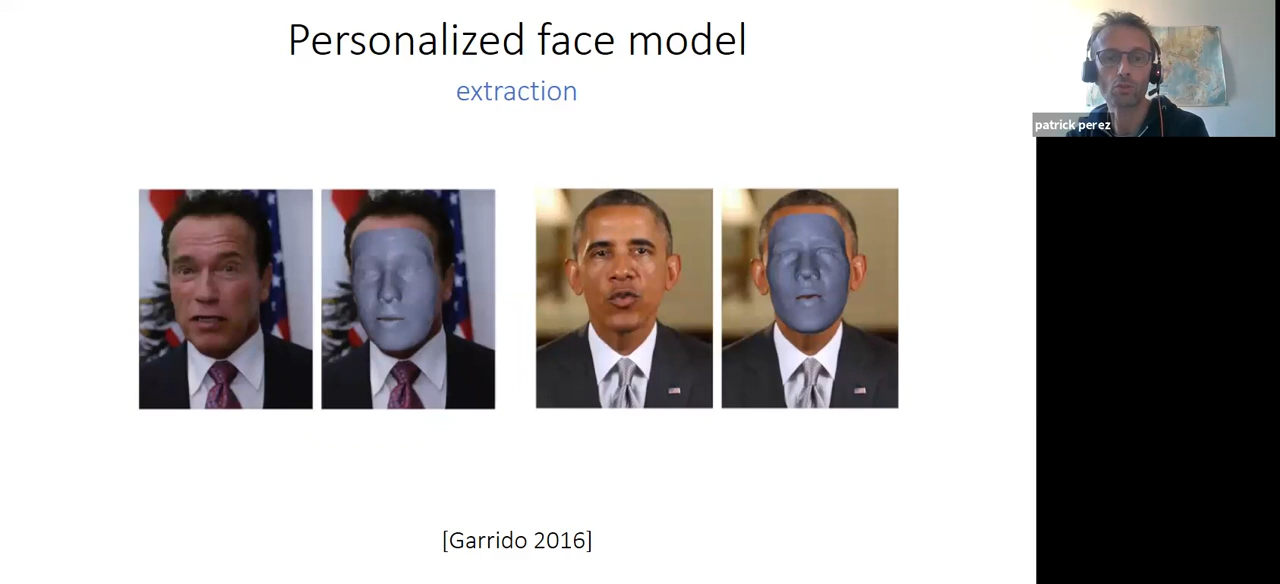 Personalized face model
extraction
patrick perez
[Garrido 2016]